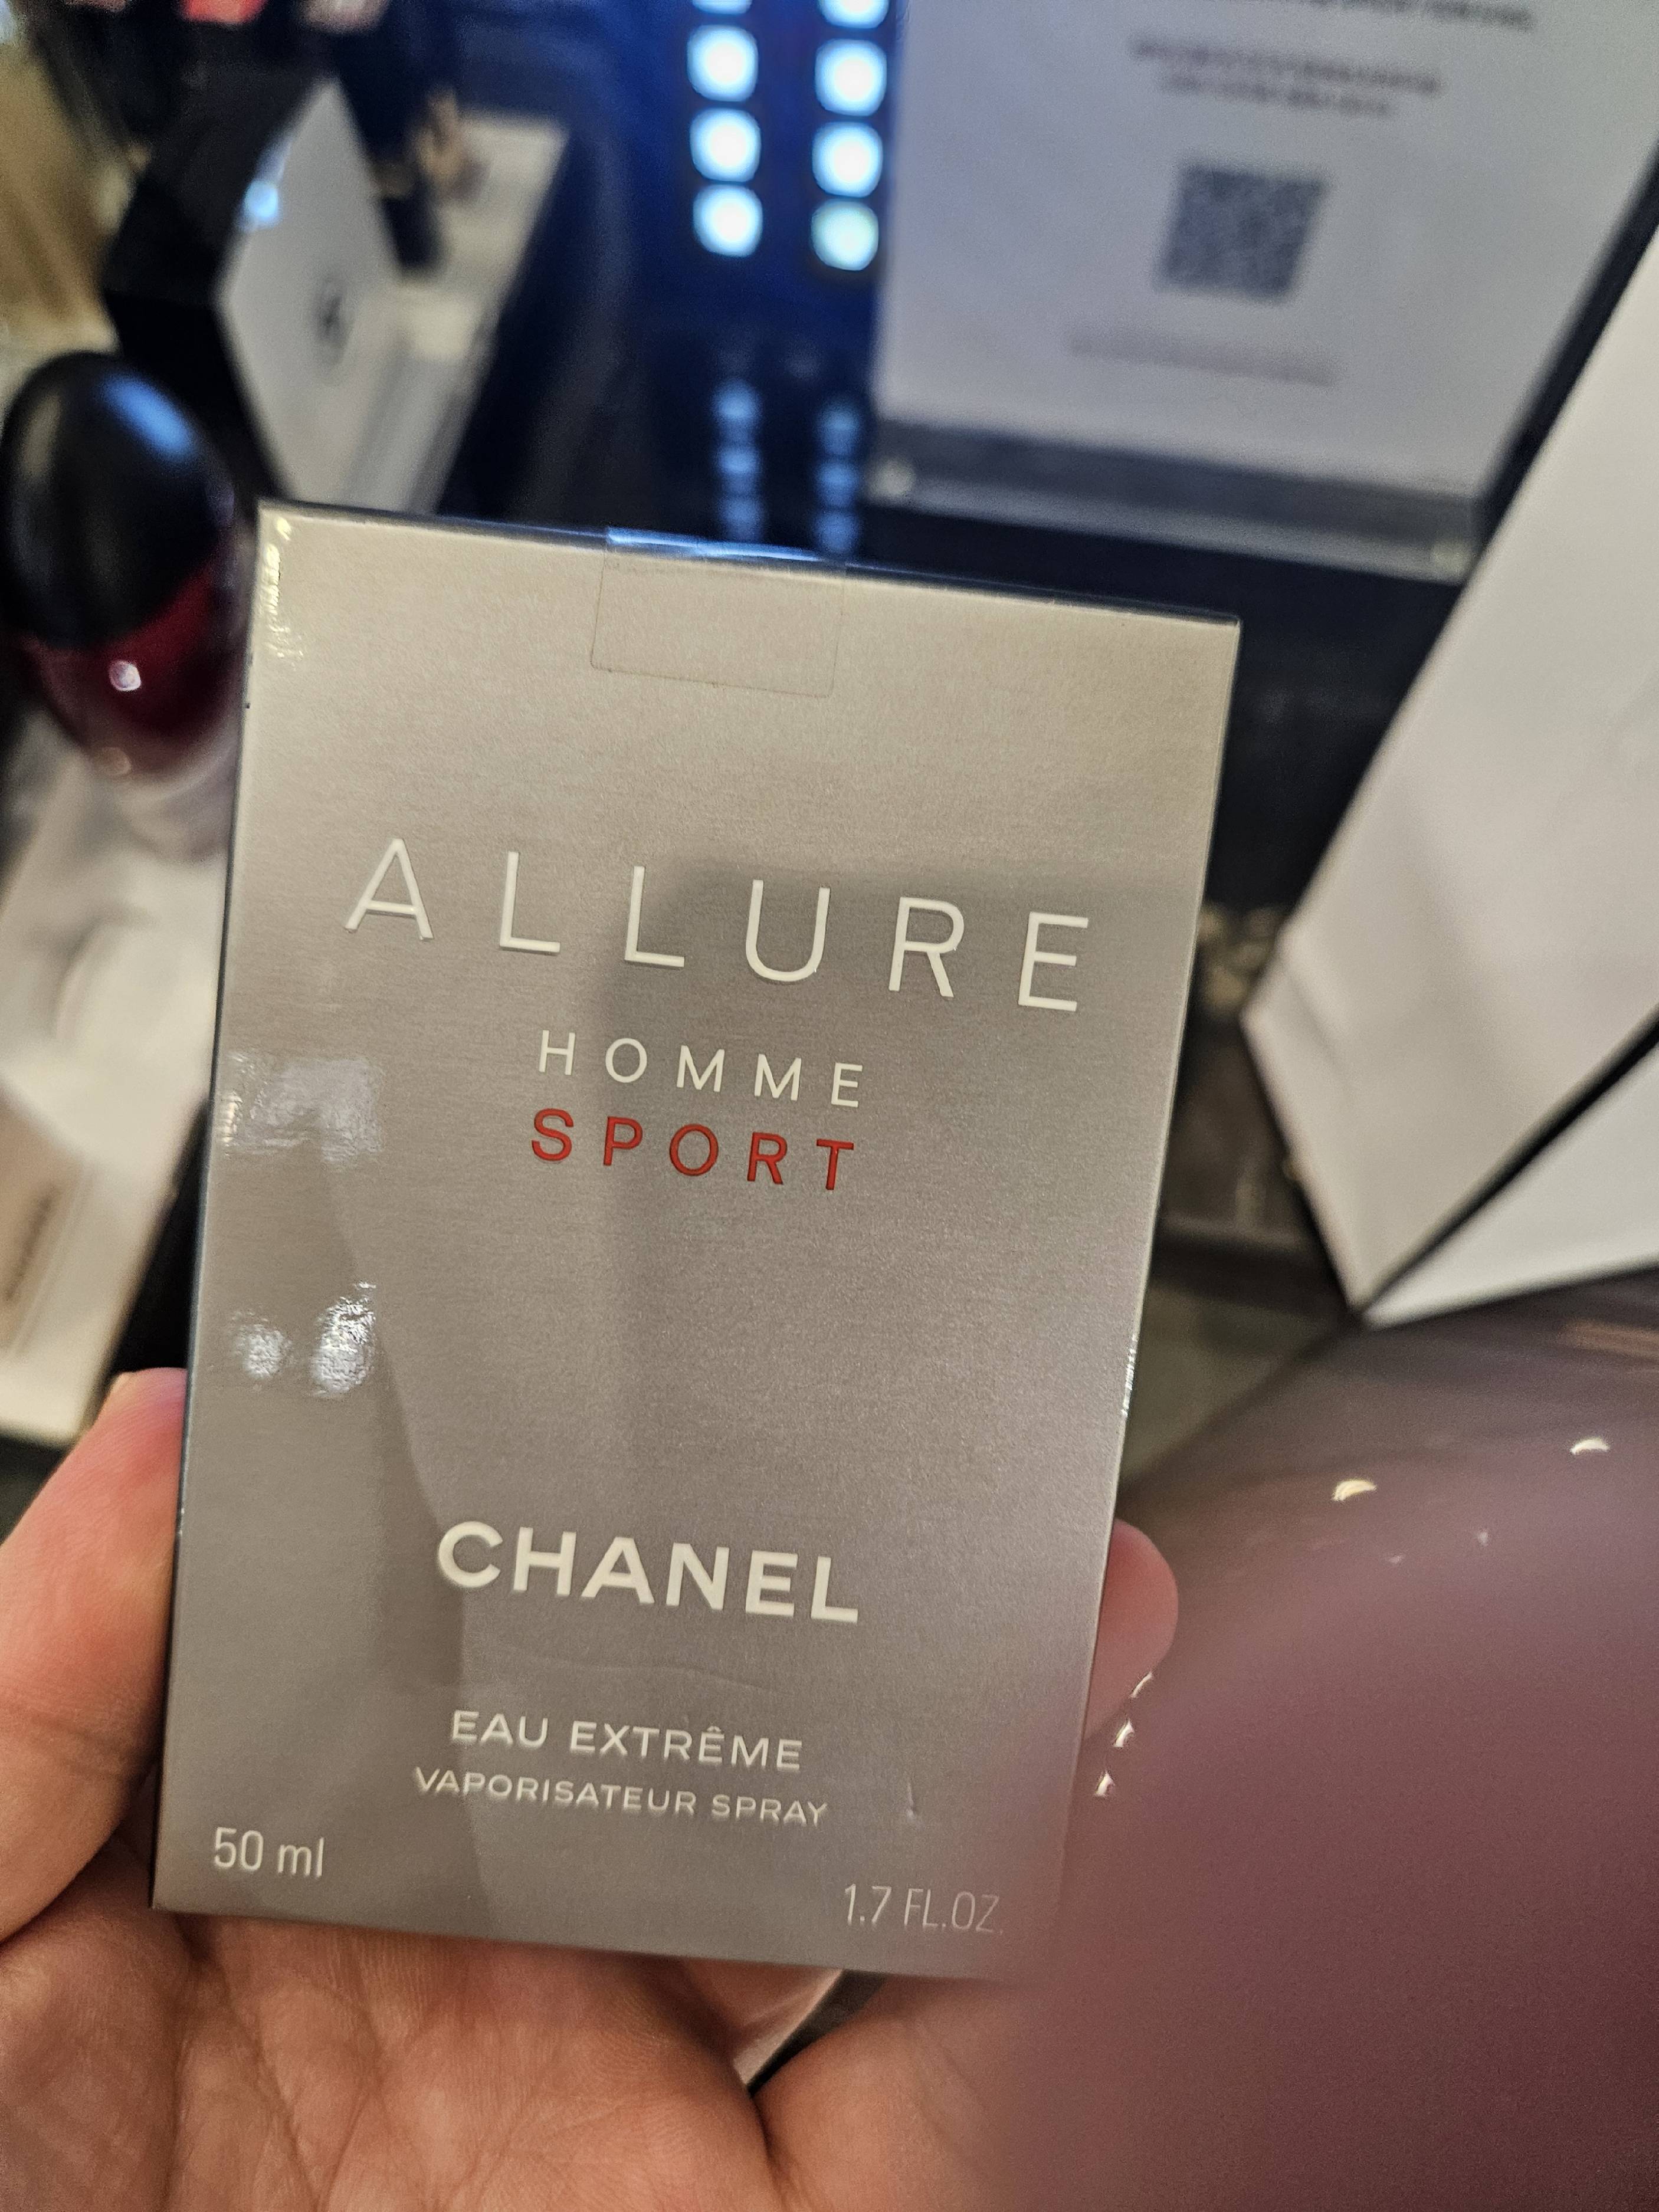 ALLURE
HOMME
SPORT
CHANEL
EAU EXTRÊME
VAPORISATEUR SPRAY
50 ml
1.7 FL.OZ.